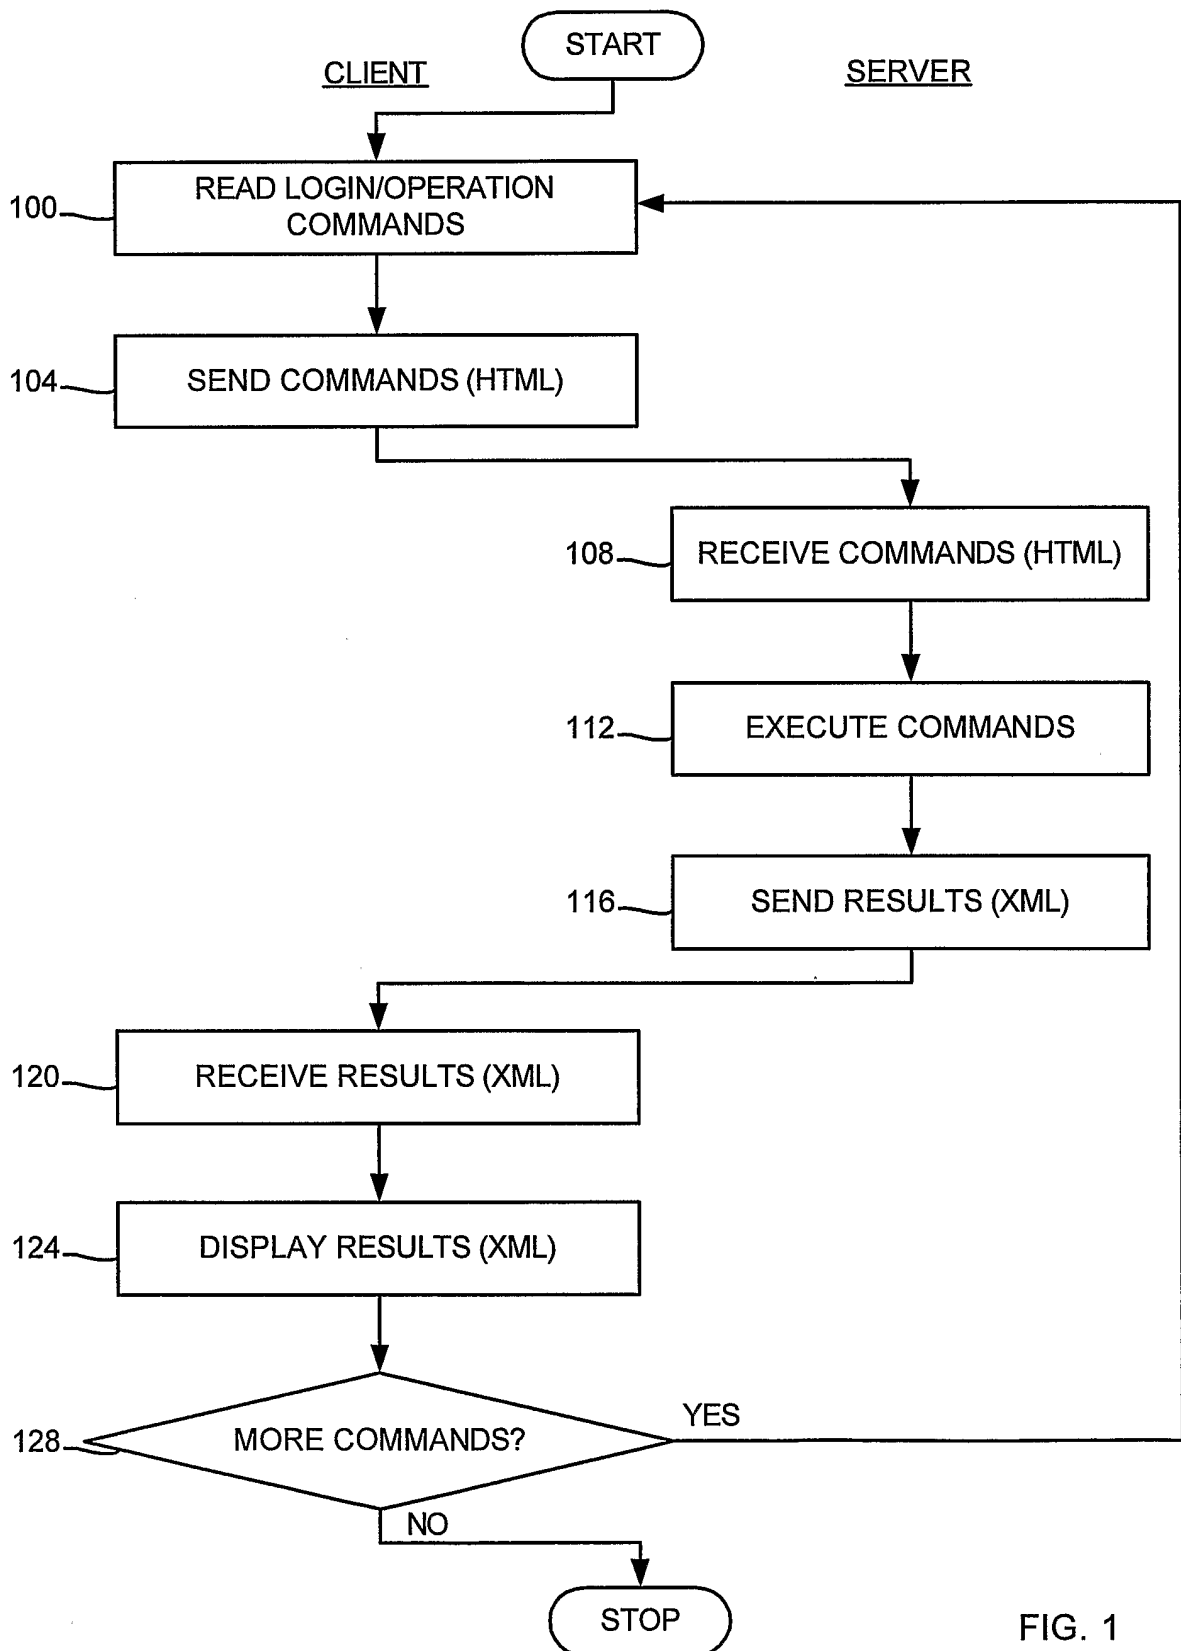 START
CLIENT
SERVER
100
READ LOGIN/OPERATION
COMMANDS
104
SEND COMMANDS (HTML)
108
RECEIVE COMMANDS (HTML)
112
EXECUTE COMMANDS
116
SEND RESULTS (XML)
120
RECEIVE RESULTS (XML)
124
DISPLAY RESULTS (XML)
128
MORE COMMANDS?
YES
NO
STOP
FIG. 1